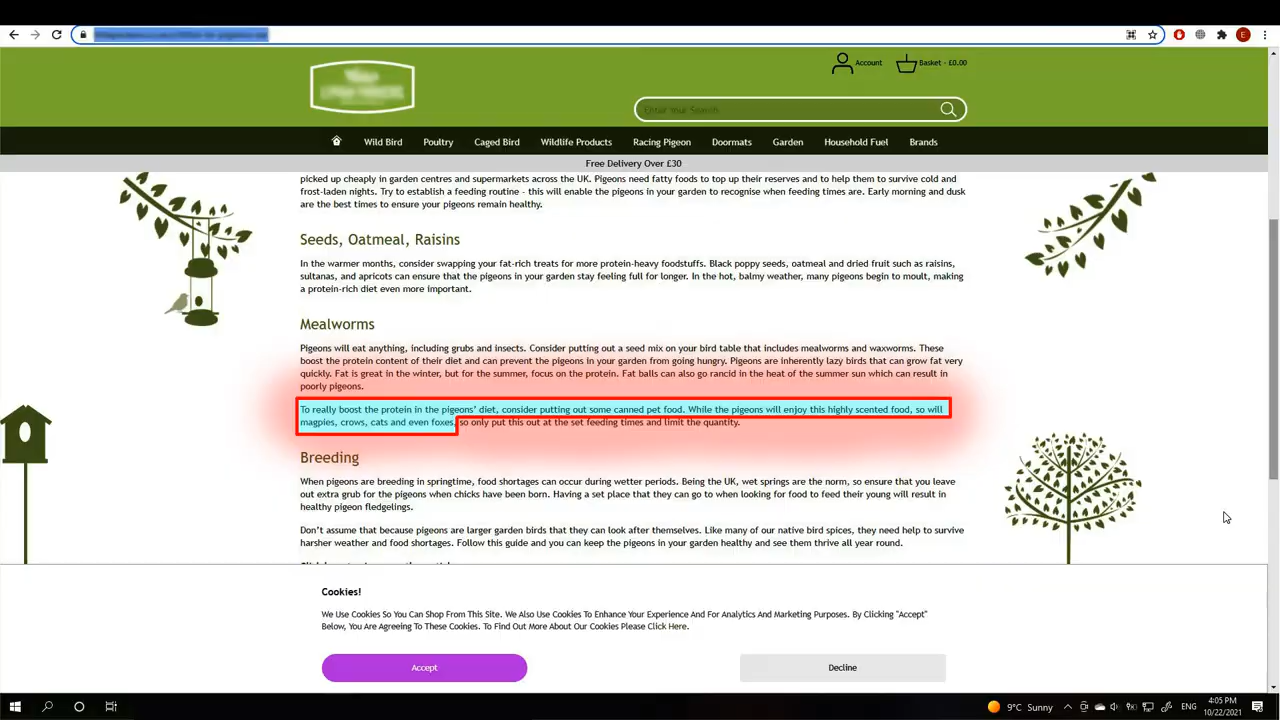 Account
Basket - £0.00
Enter your Search
Wild Bird
Poultry
Caged Bird
Wildlife Products
Racing Pigeon
Doormats
Garden
Household Fuel
Brands
Free Delivery Over £30
picked up cheaply in garden centres and supermarkets across the UK. Pigeons need fatty foods to top up their reserves and to help them to survive cold and
frost-laden nights. Try to establish a feeding routine - this will enable the pigeons in your garden to recognise when feeding times are. Early morning and dusk
are the best times to ensure your pigeons remain healthy.
Seeds, Oatmeal, Raisins
In the warmer months, consider swapping your fat-rich treats for more protein-heavy foodstuffs. Black poppy seeds, oatmeal and dried fruit such as raisins,
sultanas, and apricots can ensure that the pigeons in your garden stay feeling full for longer. In the hot, balmy weather, many pigeons begin to moult, making
a protein-rich diet even more important.
Mealworms
Pigeons will eat anything, including grubs and insects. Consider putting out a seed mix on your bird table that includes mealworms and waxworms. These
boost the protein content of their diet and can prevent the pigeons in your garden from going hungry. Pigeons are inherently lazy birds that can grow fat very
quickly. Fat is great in the winter, but for the summer, focus on the protein. Fat balls can also go rancid in the heat of the summer sun which can result in
poorly pigeons.
To really boost the protein in the pigeons' diet, consider putting out some canned pet food. While the pigeons will enjoy this highly scented food, so will
magpies, crows, cats and even foxes, so only put this out at the set feeding times and limit the quantity.
Breeding
When pigeons are breeding in springtime, food shortages can occur during wetter periods. Being the UK, wet springs are the norm, so ensure that you leave
out extra grub for the pigeons when chicks have been born. Having a set place that they can go to when looking for food to feed their young will result in
healthy pigeon fledgelings.
Don't assume that because pigeons are larger garden birds that they can look after themselves. Like many of our native bird spices, they need help to survive
harsher weather and food shortages. Follow this guide and you can keep the pigeons in your garden healthy and see them thrive all year round.
Cookies!
We Use Cookies So You Can Shop From This Site. We Also Use Cookies To Enhance Your Experience And For Analytics And Marketing Purposes. By Clicking "Accept"
Below, You Are Agreeing To These Cookies. To Find Out More About Our Cookies Please Click Here.
Accept
Decline
E
9°C Sunny
ENG
4:05 PM
10/22/2021